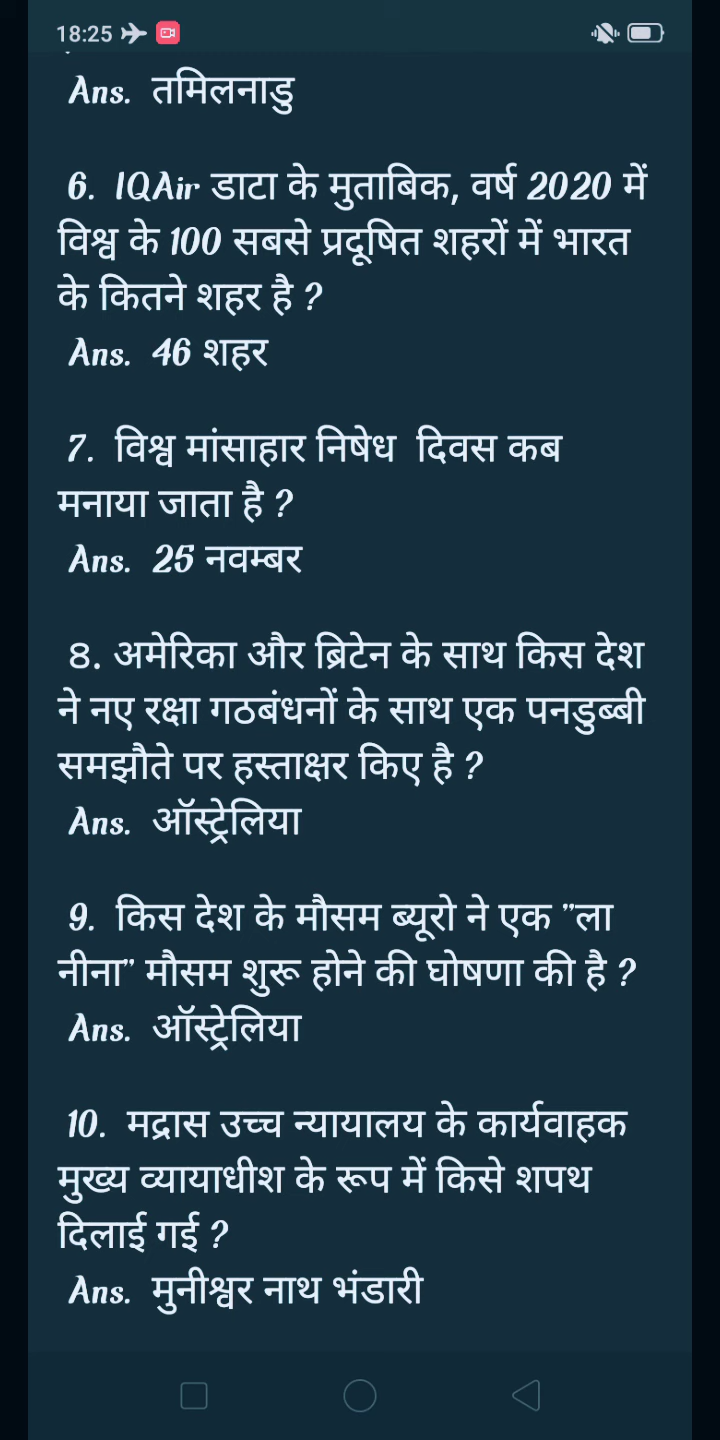 18:25
Ans. तमिलनाडु
6. IQAir डाटा के मुताबिक, वर्ष 2020 में
विश्व के 100 सबसे प्रदूषित शहरों में भारत
के कितने शहर है ?
Ans. 46 शहर
7. विश्व मांसाहार निषेध दिवस कब
मनाया जाता है ?
Ans. 25 नवम्बर
8. अमेरिका और ब्रिटेन के साथ किस देश
ने नए रक्षा गठबंधनों के साथ एक पनडुब्बी
समझौते पर हस्ताक्षर किए है ?
Ans. ऑस्ट्रेलिया
9. किस देश के मौसम ब्यूरो ने एक "ला
नीना" मौसम शुरू होने की घोषणा की है ?
Ans. ऑस्ट्रेलिया
10. मद्रास उच्च न्यायालय के कार्यवाहक
मुख्य व्यायाधीश के रूप में किसे शपथ
दिलाई गई ?
Ans. मुनीश्वर नाथ भंडारी